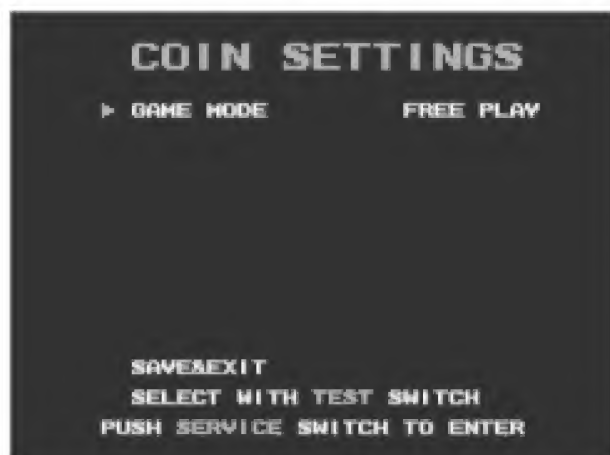 COIN SETTINGS
GAME MODE FREE PLAY
SAVE&EXIT
SELECT WITH TEST SWITCH
PUSH SERVICE SWITCH TO ENTER